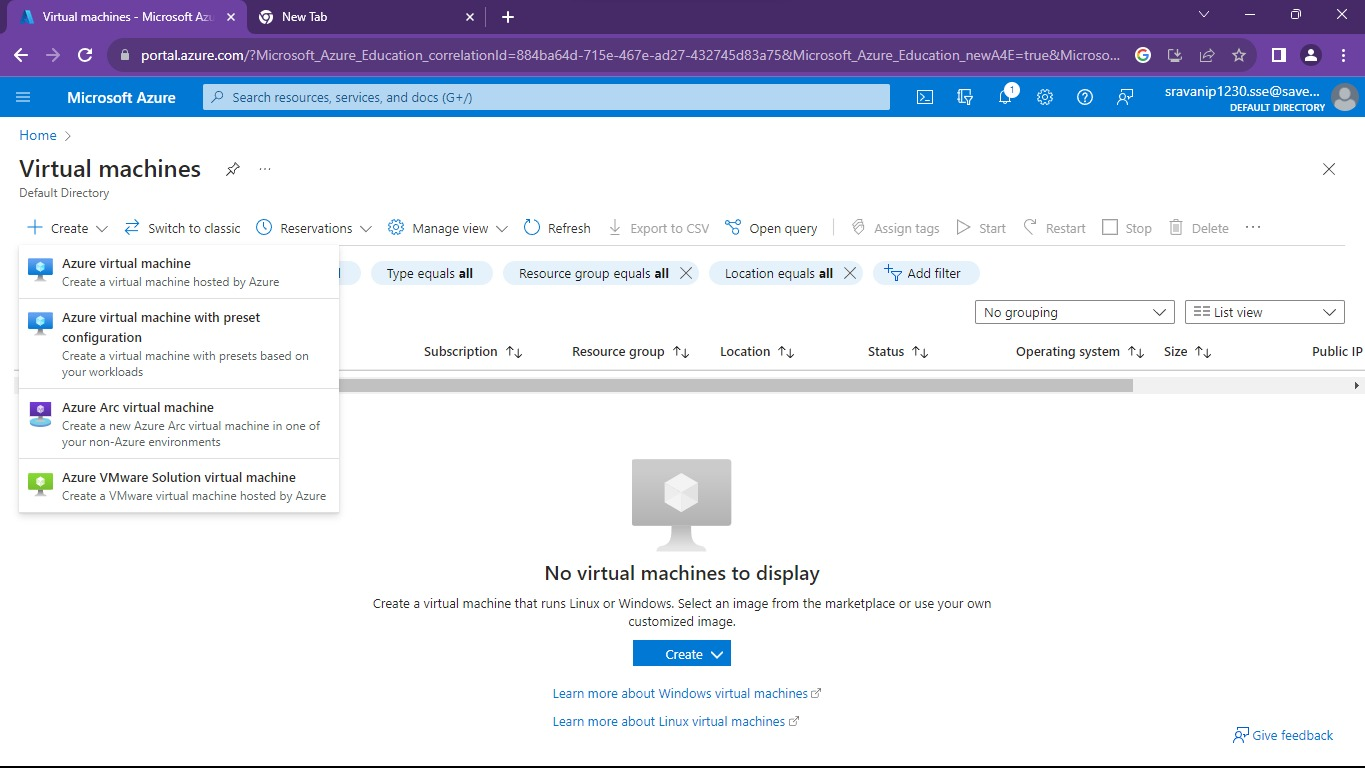 Virtual machines - Microsoft Azu
New Tab
portal.azure.com/?Microsoft_Azure_Education_correlationId=884ba64d-715e-467e-ad27-432745d83a75&Microsoft_Azure_Education_newA4E=true&Microso...
Microsoft Azure
Search resources, services, and docs (G+/)
1
sravanip1230.sse@save...
DEFAULT DIRECTORY
Home >
Virtual machines
...
Default Directory
+ Create
Switch to classic
Reservations
Manage view
Refresh
Export to CSV
Open query
Assign tags
Start
Restart
Stop
Delete
...
Azure virtual machine
Create a virtual machine hosted by Azure
Azure virtual machine with preset
configuration
Create a virtual machine with presets based on
your workloads
Azure Arc virtual machine
Create a new Azure Arc virtual machine in one of
your non-Azure environments
Azure VMware Solution virtual machine
Create a VMware virtual machine hosted by Azure
Type equals all
Resource group equals all
Location equals all
Add filter
No grouping
List view
Subscription
Resource group
Location
Status
Operating system
Size
Public IP
No virtual machines to display
Create a virtual machine that runs Linux or Windows. Select an image from the marketplace or use your own
customized image.
Create
Learn more about Windows virtual machines
Learn more about Linux virtual machines
Give feedback